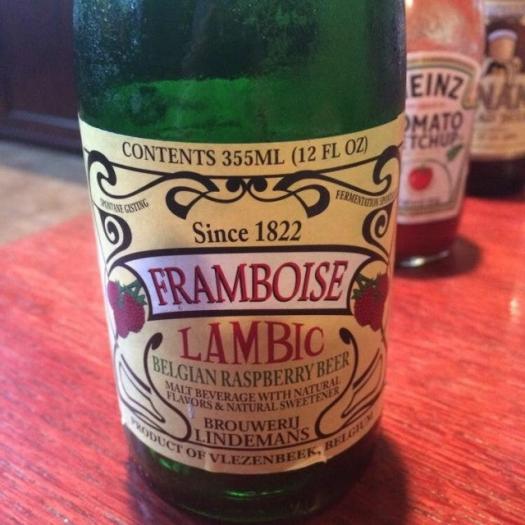 CONTENTS 355ML (12 FL OZ)
SPONTANE GISTING
FERMENTATION
Since 1822
FRAMBOISE
LAMBIC
BELGIAN RASPBERRY BEER
MALT BEVERAGE WITH NATURAL
FLAVORS & NATURAL SWEETENER
BROUWERIJ
LINDEMANS
PRODUCT OF VLEZENBEEK, BELGIUM
HEINZ
TOMATO
KETCHUP